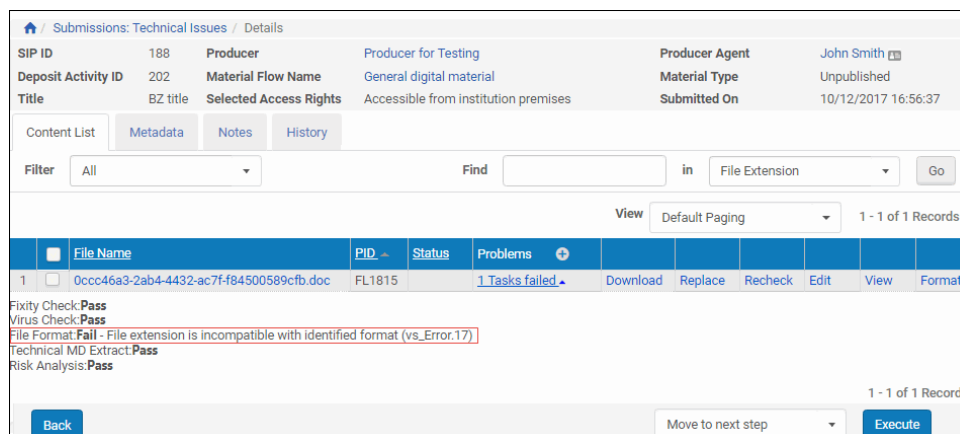 / Submissions: Technical Issues / Details
SIP ID 188 Producer Producer for Testing Producer Agent John Smith
Deposit Activity ID 202 Material Flow Name General digital material Material Type Unpublished
Title BZ title Selected Access Rights Accessible from institution premises Submitted On 10/12/2017 16:56:37
Content List Metadata Notes History
Filter All Find in File Extension Go
View Default Paging 1 - 1 of 1 Records
File Name PID Status Problems
1 0ccc46a3-2ab4-4432-ac7f-f84500589cfb.doc FL1815 1 Tasks failed Download Replace Recheck Edit View Format
Fixity Check:Pass
Virus Check:Pass
File Format:Fail - File extension is incompatible with identified format (vs_Error.17)
Technical MD Extract:Pass
Risk Analysis:Pass
1 - 1 of 1 Record
Back Move to next step Execute